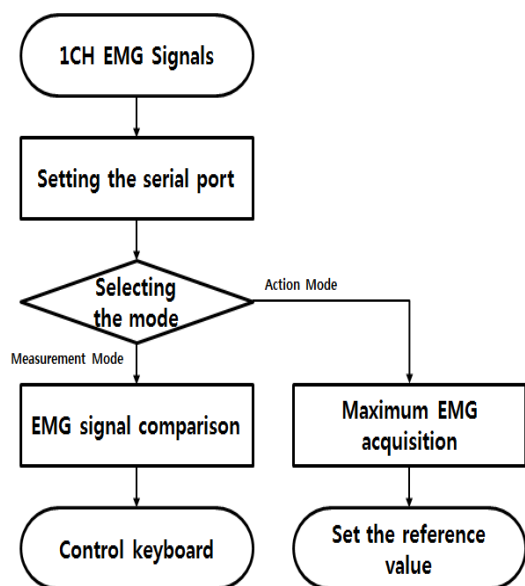 1CH EMG Signals
Setting the serial port
Selecting
the mode
Action Mode
Measurement Mode
EMG signal comparison
Maximum EMG
acquisition
Control keyboard
Set the reference
value